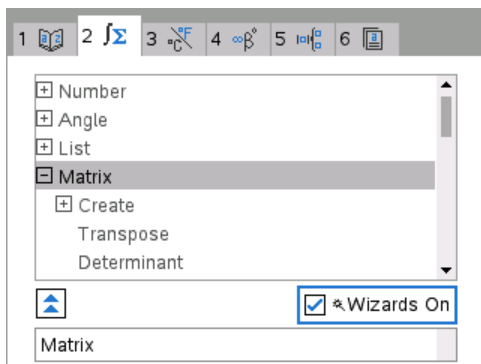 1 2 ∫Σ 3 °C °F 4 ∞β° 5 6
Number
Angle
List
Matrix
Create
Transpose
Determinant
Wizards On
Matrix